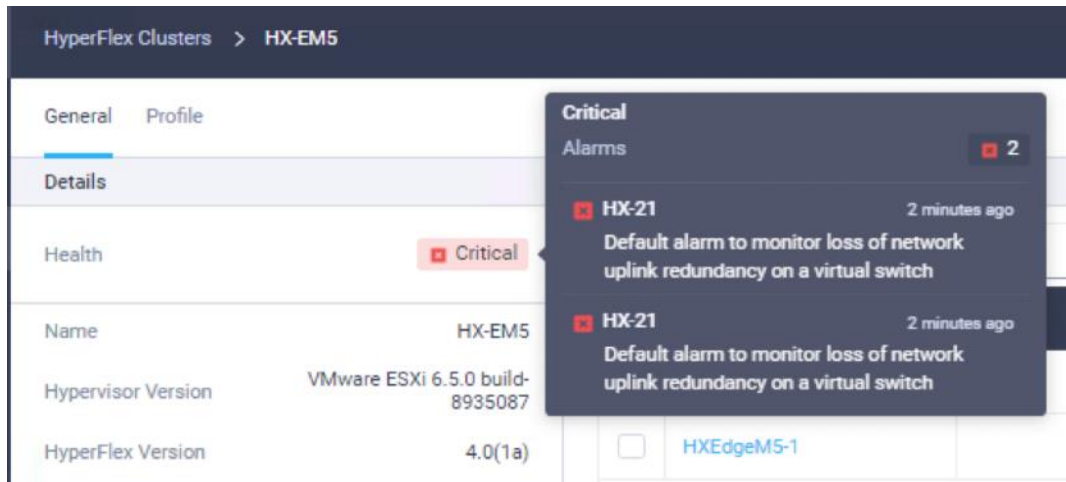 HyperFlex Clusters > HX-EM5
General Profile
Details
Health Critical
Name HX-EM5
Hypervisor Version VMware ESXi 6.5.0 build-
8935087
HyperFlex Version 4.0(1a)
Critical
Alarms 2
HX-21 2 minutes ago
Default alarm to monitor loss of network
uplink redundancy on a virtual switch
HX-21 2 minutes ago
Default alarm to monitor loss of network
uplink redundancy on a virtual switch
HXEdgeM5-1